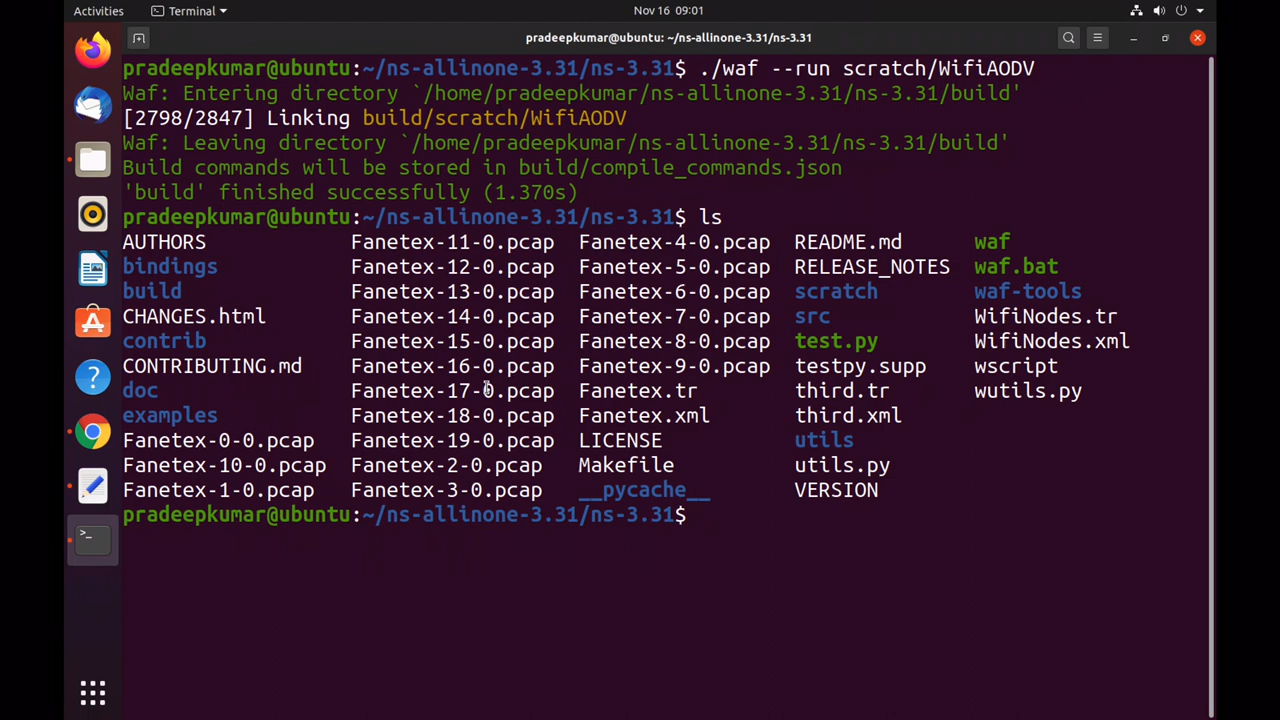 Activities Terminal Nov 16 09:01
pradeepkumar@ubuntu: ~/ns-allinone-3.31/ns-3.31
pradeepkumar@ubuntu:~/ns-allinone-3.31/ns-3.31$ ./waf --run scratch/WifiAODV
Waf: Entering directory `/home/pradeepkumar/ns-allinone-3.31/ns-3.31/build'
[2798/2847] Linking build/scratch/WifiAODV
Waf: Leaving directory `/home/pradeepkumar/ns-allinone-3.31/ns-3.31/build'
Build commands will be stored in build/compile_commands.json
'build' finished successfully (1.370s)
pradeepkumar@ubuntu:~/ns-allinone-3.31/ns-3.31$ ls
AUTHORS Fanetex-11-0.pcap Fanetex-4-0.pcap README.md waf
bindings Fanetex-12-0.pcap Fanetex-5-0.pcap RELEASE_NOTES waf.bat
build Fanetex-13-0.pcap Fanetex-6-0.pcap scratch waf-tools
CHANGES.html Fanetex-14-0.pcap Fanetex-7-0.pcap src WifiNodes.tr
contrib Fanetex-15-0.pcap Fanetex-8-0.pcap test.py WifiNodes.xml
CONTRIBUTING.md Fanetex-16-0.pcap Fanetex-9-0.pcap testpy.supp wscript
doc Fanetex-17-0.pcap Fanetex.tr third.tr wutils.py
examples Fanetex-18-0.pcap Fanetex.xml third.xml
Fanetex-0-0.pcap Fanetex-19-0.pcap LICENSE utils
Fanetex-10-0.pcap Fanetex-2-0.pcap Makefile utils.py
Fanetex-1-0.pcap Fanetex-3-0.pcap __pycache__ VERSION
pradeepkumar@ubuntu:~/ns-allinone-3.31/ns-3.31$